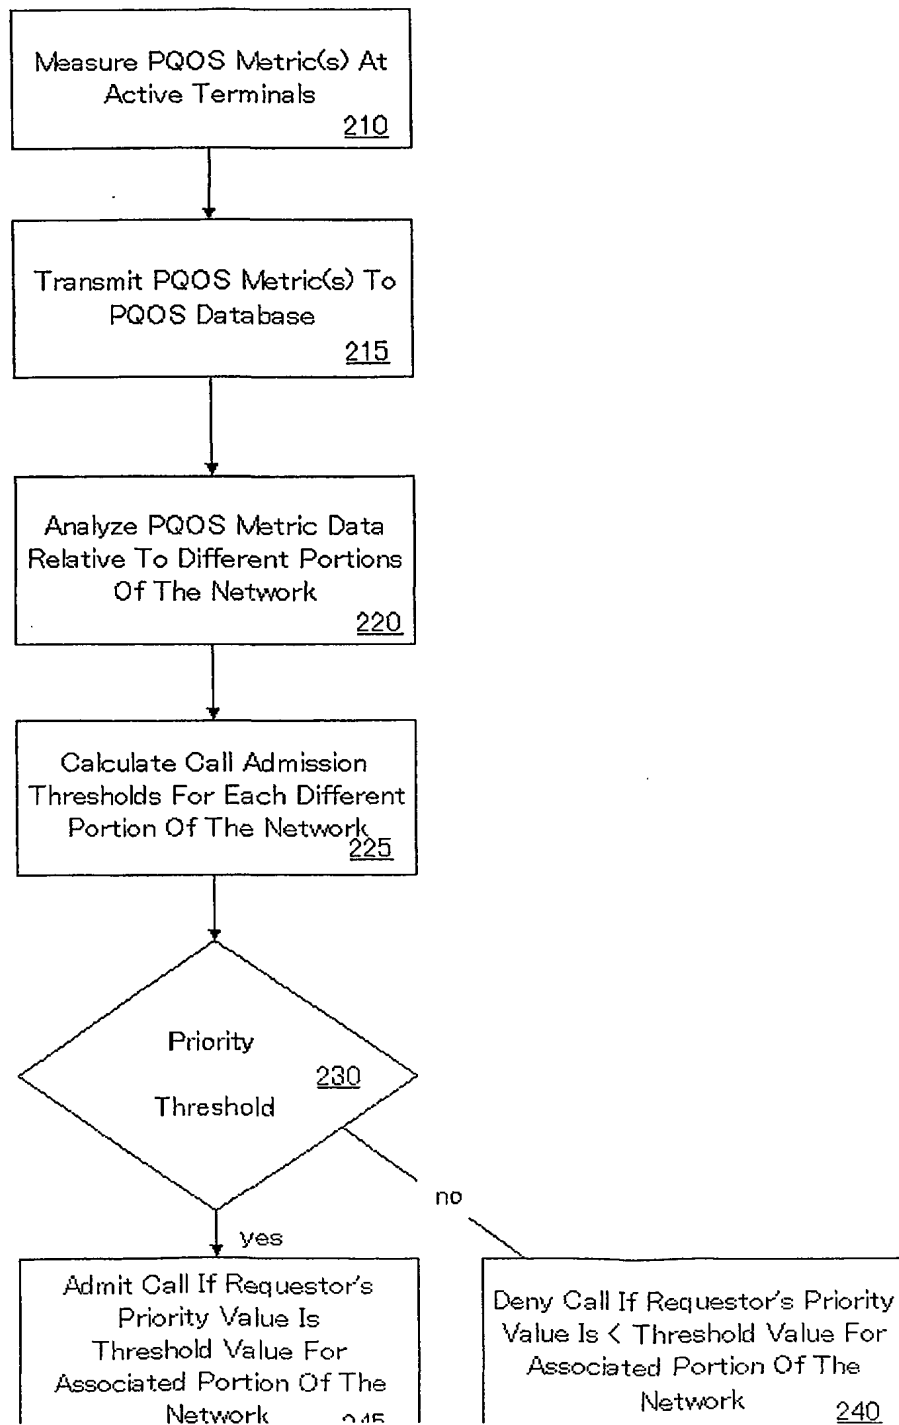 Measure PQOS Metric(s) At
Active Terminals
210
Transmit PQOS Metric(s) To
PQOS Database
215
Analyze PQOS Metric Data
Relative To Different Portions
Of The Network
220
Calculate Call Admission
Thresholds For Each Different
Portion Of The Network
225
Priority
230
Threshold
no
yes
Admit Call If Requestor's
Priority Value Is
Threshold Value For
Associated Portion Of The
Network
245
Deny Call If Requestor's Priority
Value Is < Threshold Value For
Associated Portion Of The
Network
240